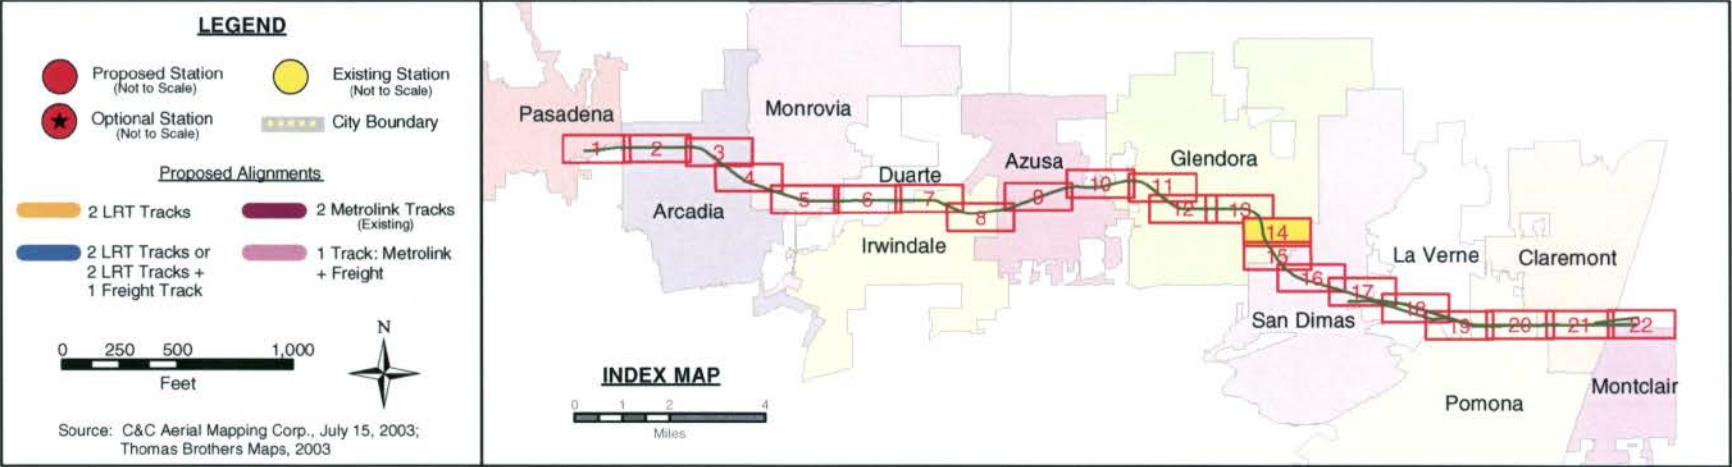 LEGEND
Proposed Station
(Not to Scale)
Existing Station
(Not to Scale)
Optional Station
(Not to Scale)
City Boundary
Proposed Alignments
2 LRT Tracks
2 Metrolink Tracks
(Existing)
2 LRT Tracks or
2 LRT Tracks +
1 Freight Track
1 Track: Metrolink
+ Freight
N
0 250 500 1,000
Feet
Source: C&C Aerial Mapping Corp., July 15, 2003;
Thomas Brothers Maps, 2003
Pasadena
Monrovia
Arcadia
Duarte
Irwindale
Azusa
Glendora
San Dimas
La Verne
Claremont
Pomona
Montclair
1
2
3
4
5
6
7
8
9
10
11
12
13
14
15
16
17
18
19
20
21
22
INDEX MAP
0 1 2 4
Miles